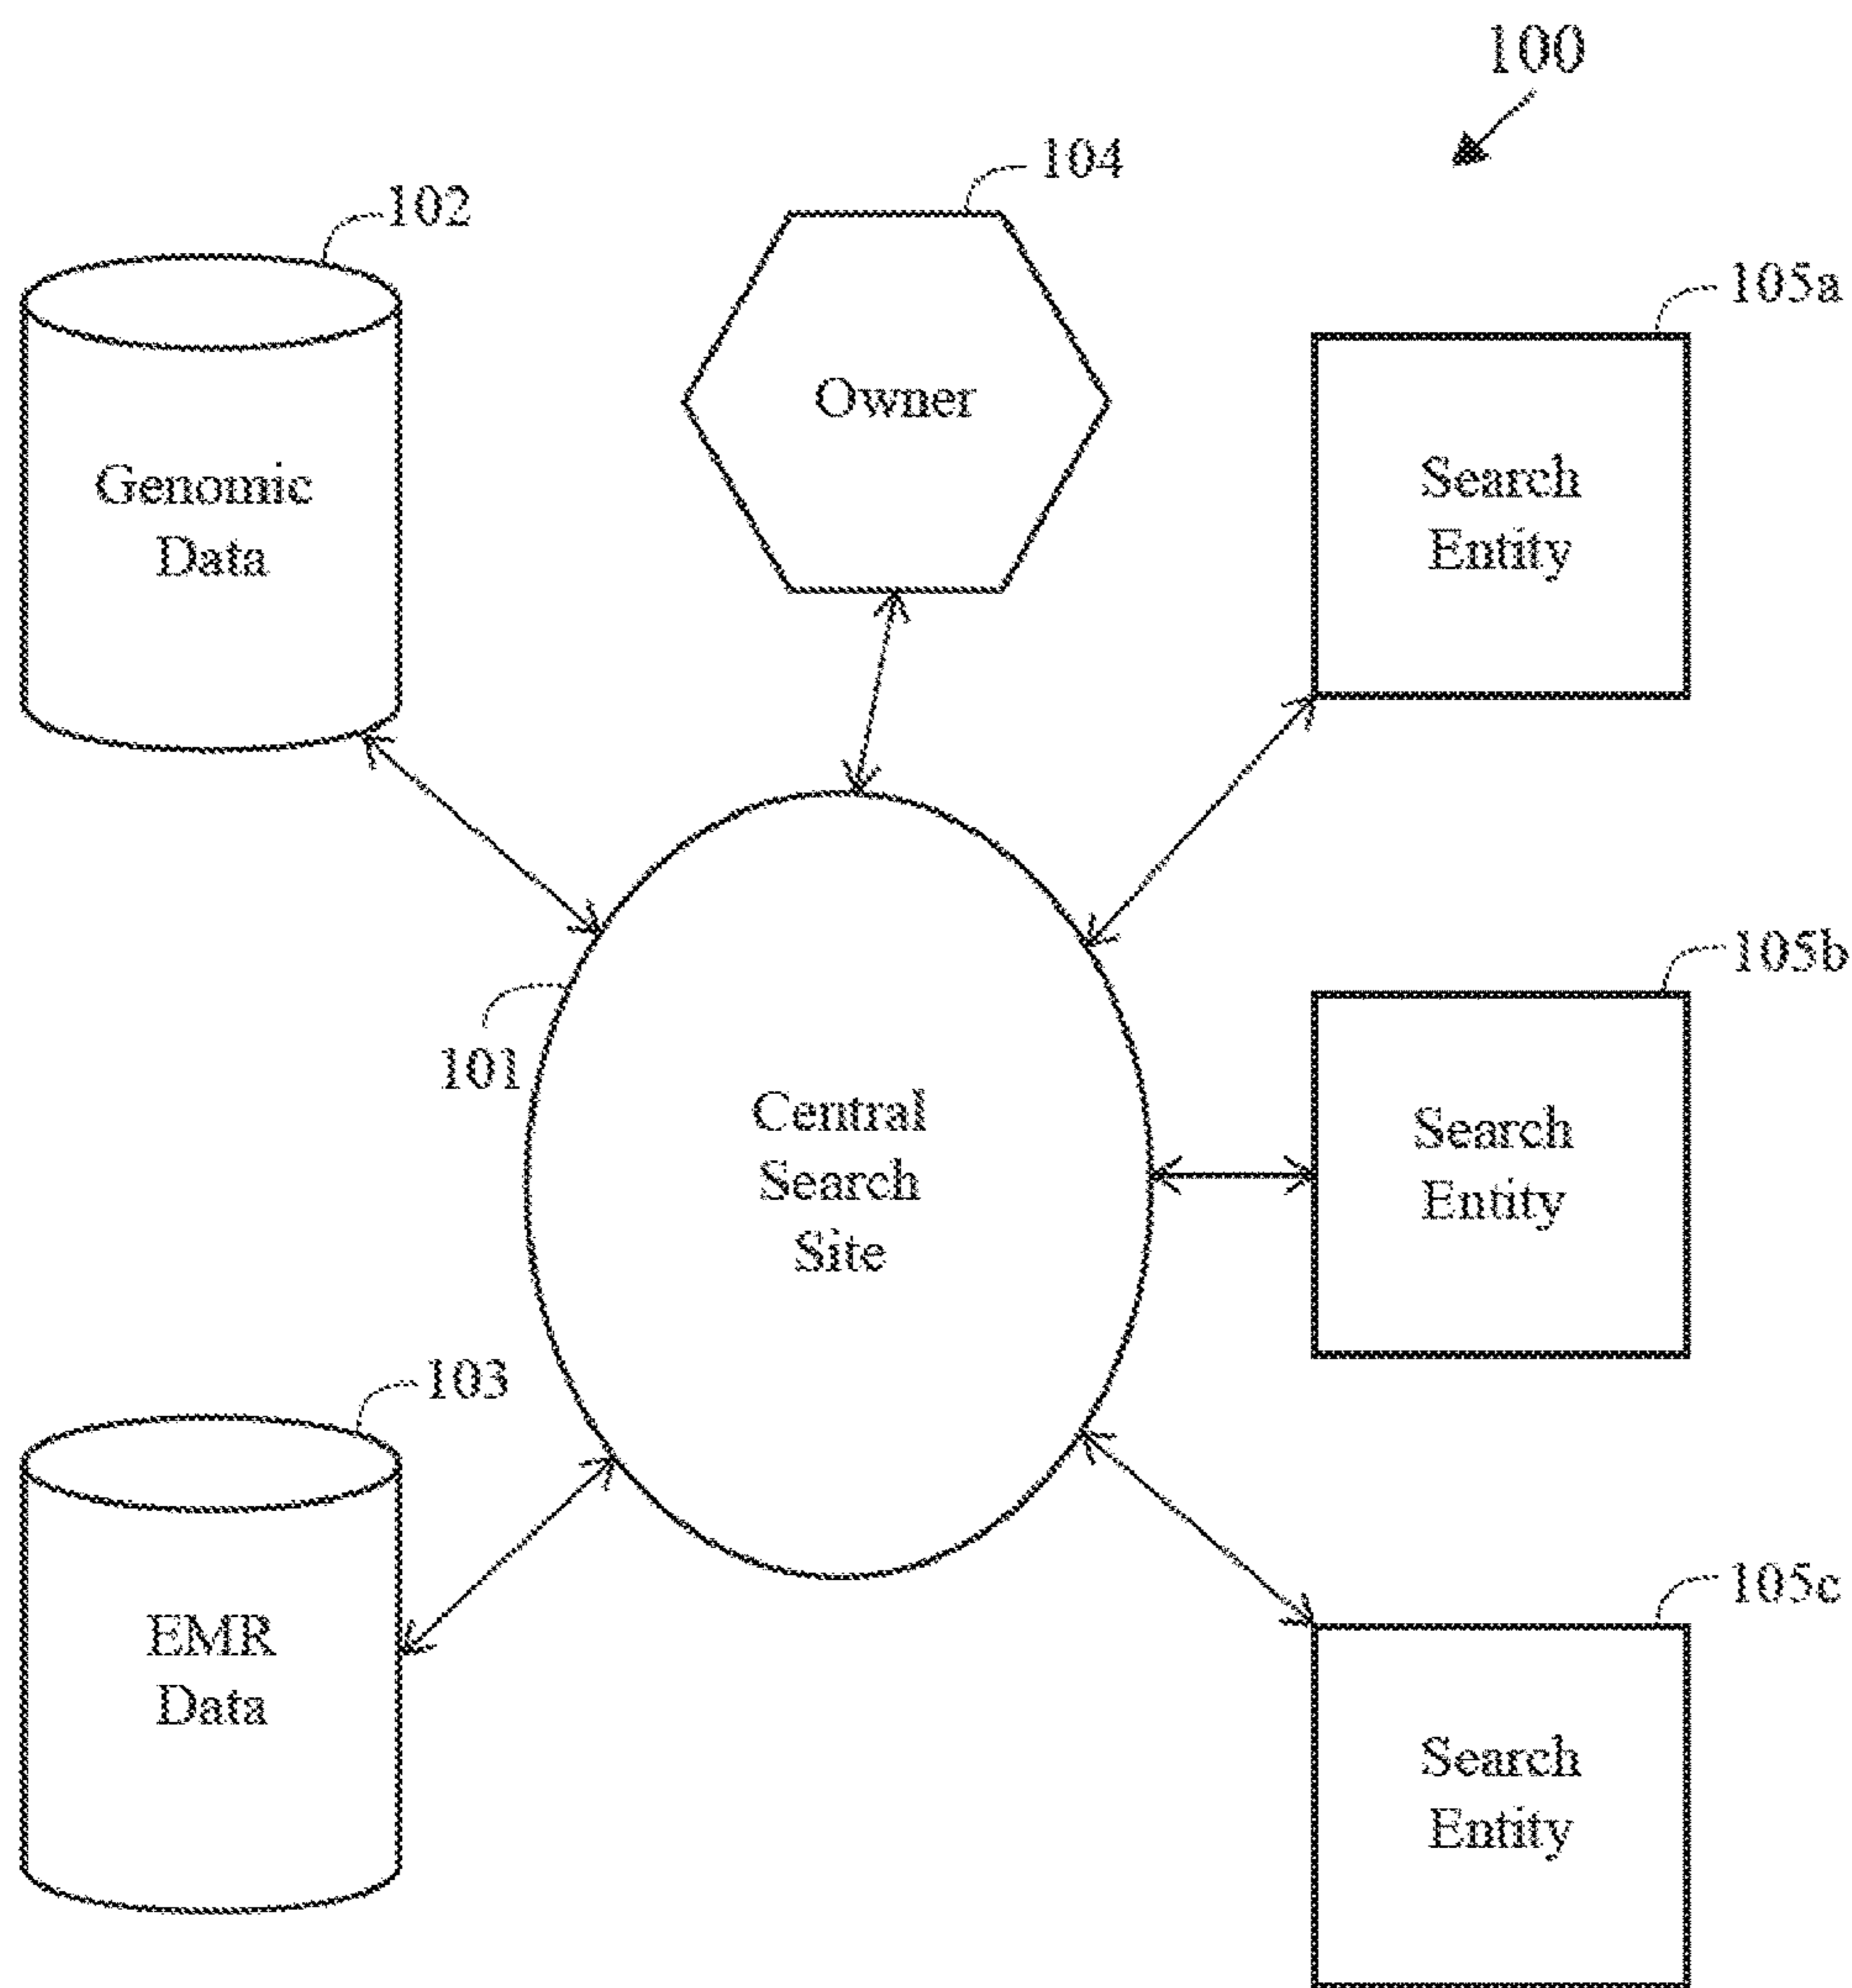 100
104
102
105a
Owner
Genomic
Data
Search
Entity
105b
101
Central
Search
Site
Search
Entity
103
105c
EMR
Data
Search
Entity